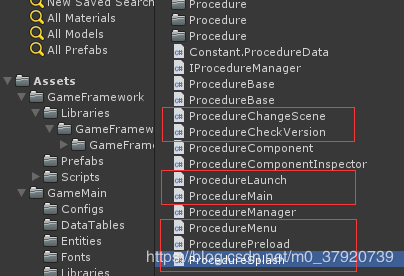 New Saved Search
All Materials
All Models
All Prefabs
Assets
GameFramework
Libraries
GameFramew
GameFram
Prefabs
Scripts
GameMain
Configs
DataTables
Entities
Fonts
Libraries
Procedure
Procedure
Procedure
Constant.ProcedureData
IProcedureManager
ProcedureBase
ProcedureBase
ProcedureChangeScene
ProcedureCheckVersion
ProcedureComponent
ProcedureComponentInspector
ProcedureLaunch
ProcedureMain
ProcedureManager
ProcedureMenu
ProcedurePreload
ProcedureSplash
https://blog.csdn.net/m0_37920739